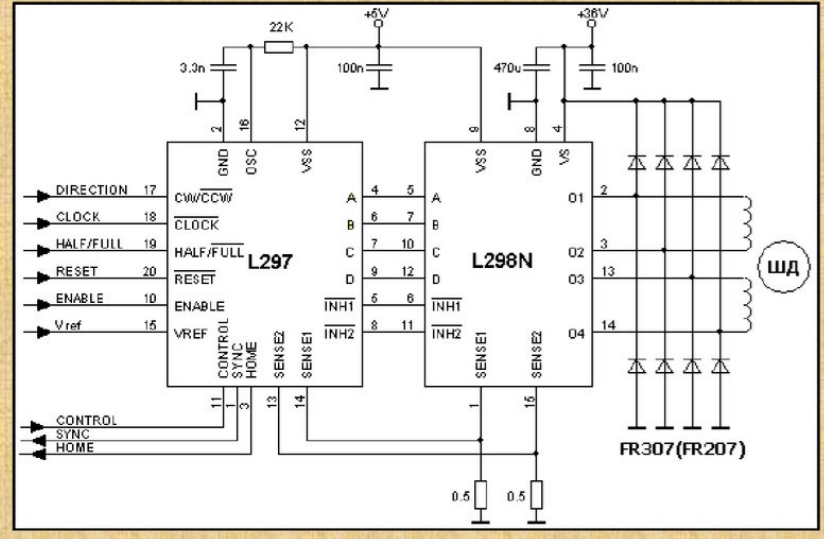 +5V
+36V
22K
3.3n
100n
470u
100n
2
16
12
9
8
4
GND
OSC
VSS
VSS
GND
VS
DIRECTION 17 CW/CCW
CLOCK 18 CLOCK
HALF/FULL 19 HALF/FULL
RESET 20 RESET
ENABLE 10 ENABLE
Vref 15 VREF
L297
A 4 5 A
B 6 7 B
C 7 10 C
D 9 12 D
INH1 5 6 INH1
INH2 8 11 INH2
L298N
O1 2
O2 3
O3 13
O4 14
ШД
CONTROL
SYNC
HOME
SENSE2
SENSE1
SENSE1
SENSE2
11
1
3
13
14
1
15
CONTROL
SYNC
HOME
FR307(FR207)
0.5
0.5